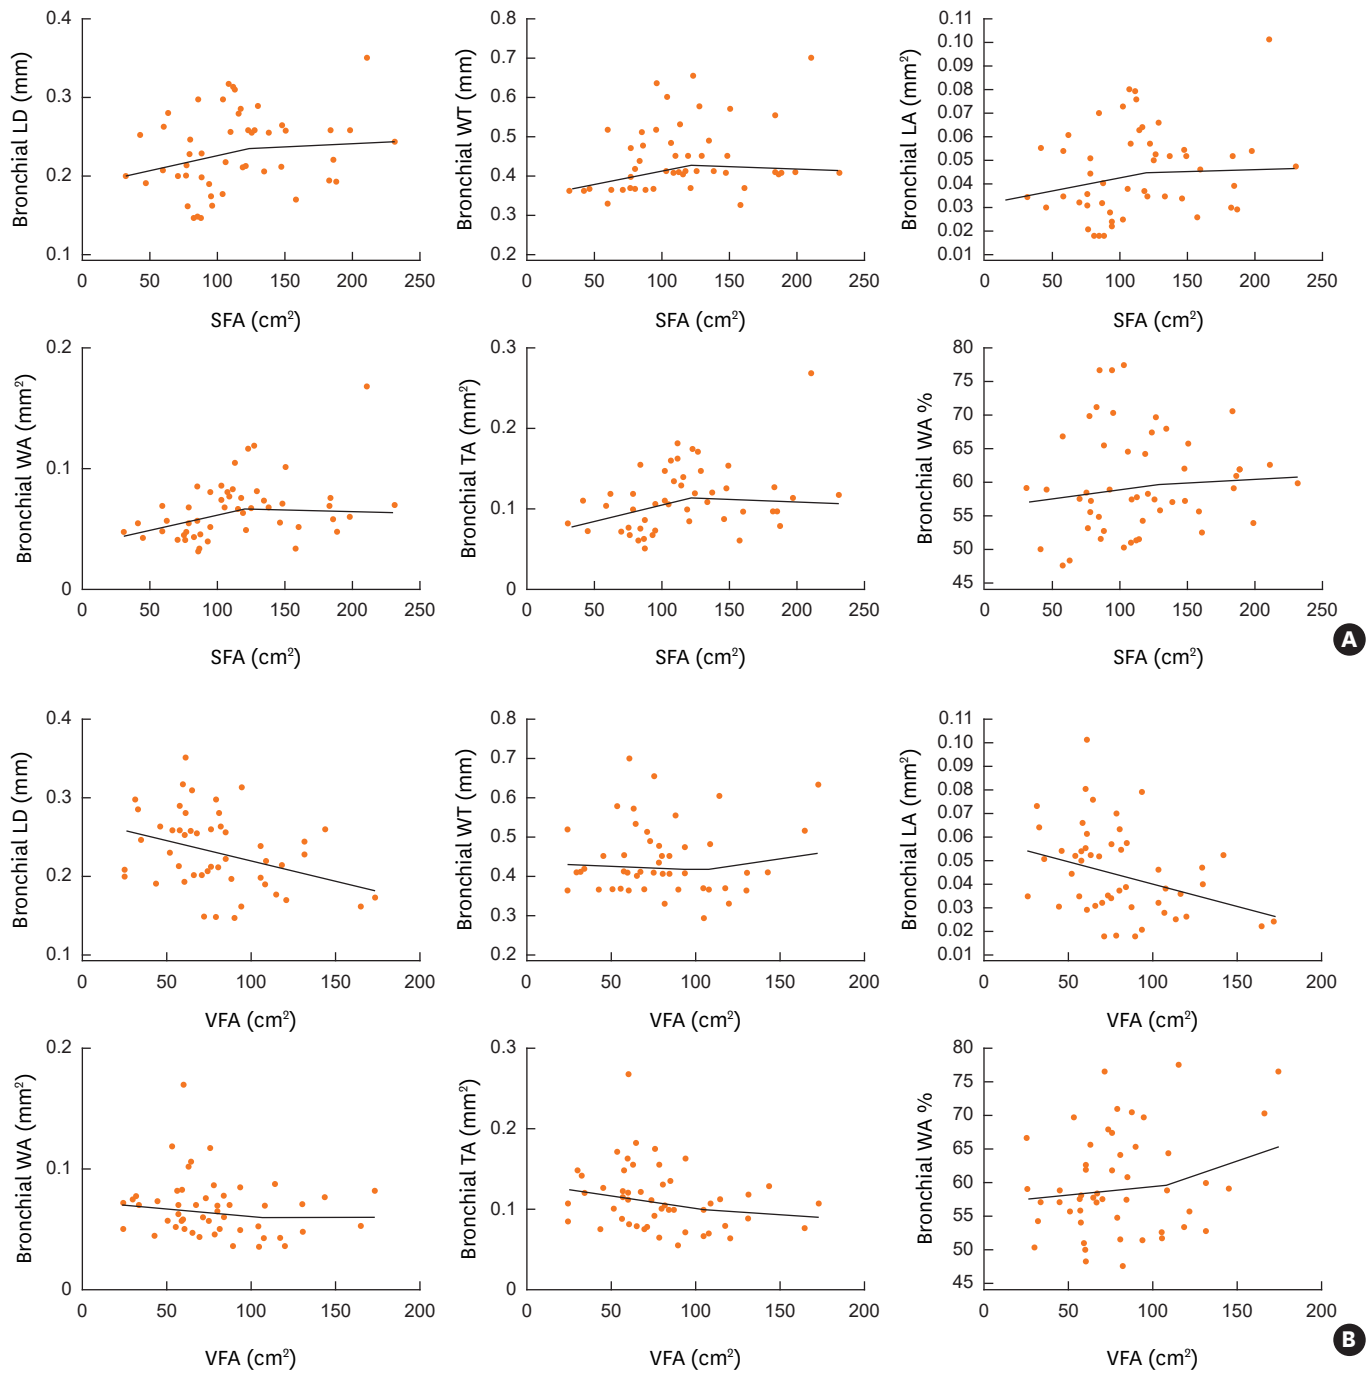 0.4 0.3 0.2 0.1
Bronchial LD (mm)
0 50 100 150 200 250
SFA (cm²)
0.8 0.7 0.6 0.5 0.4 0.3 0.2
Bronchial WT (mm)
0 50 100 150 200 250
SFA (cm²)
0.11 0.10 0.09 0.08 0.07 0.06 0.05 0.04 0.03 0.02 0.01
Bronchial LA (mm²)
0 50 100 150 200 250
SFA (cm²)
0.2 0.1 0
Bronchial WA (mm²)
0 50 100 150 200 250
SFA (cm²)
0.3 0.2 0.1 0
Bronchial TA (mm²)
0 50 100 150 200 250
SFA (cm²)
80 75 70 65 60 55 50 45
Bronchial WA %
0 50 100 150 200 250
SFA (cm²)
A
0.4 0.3 0.2 0.1
Bronchial LD (mm)
0 50 100 150 200
VFA (cm²)
0.8 0.7 0.6 0.5 0.4 0.3 0.2
Bronchial WT (mm)
0 50 100 150 200
VFA (cm²)
0.11 0.10 0.09 0.08 0.07 0.06 0.05 0.04 0.03 0.02 0.01
Bronchial LA (mm²)
0 50 100 150 200
VFA (cm²)
0.2 0.1 0
Bronchial WA (mm²)
0 50 100 150 200
VFA (cm²)
0.3 0.2 0.1 0
Bronchial TA (mm²)
0 50 100 150 200
VFA (cm²)
80 75 70 65 60 55 50 45
Bronchial WA %
0 50 100 150 200
VFA (cm²)
B